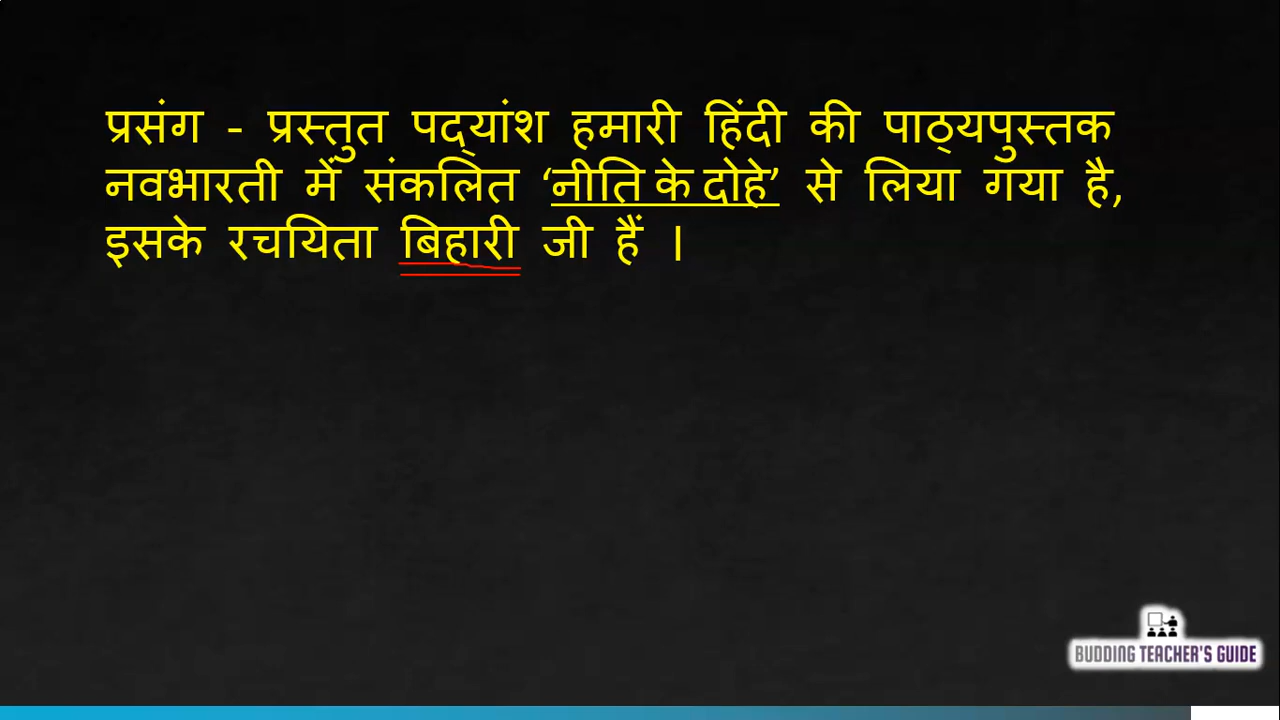 प्रसंग - प्रस्तुत पद्यांश हमारी हिंदी की पाठ्यपुस्तक
नवभारती में संकलित ‘नीति के दोहे’ से लिया गया है,
इसके रचयिता बिहारी जी हैं ।
BUDDING TEACHER'S GUIDE